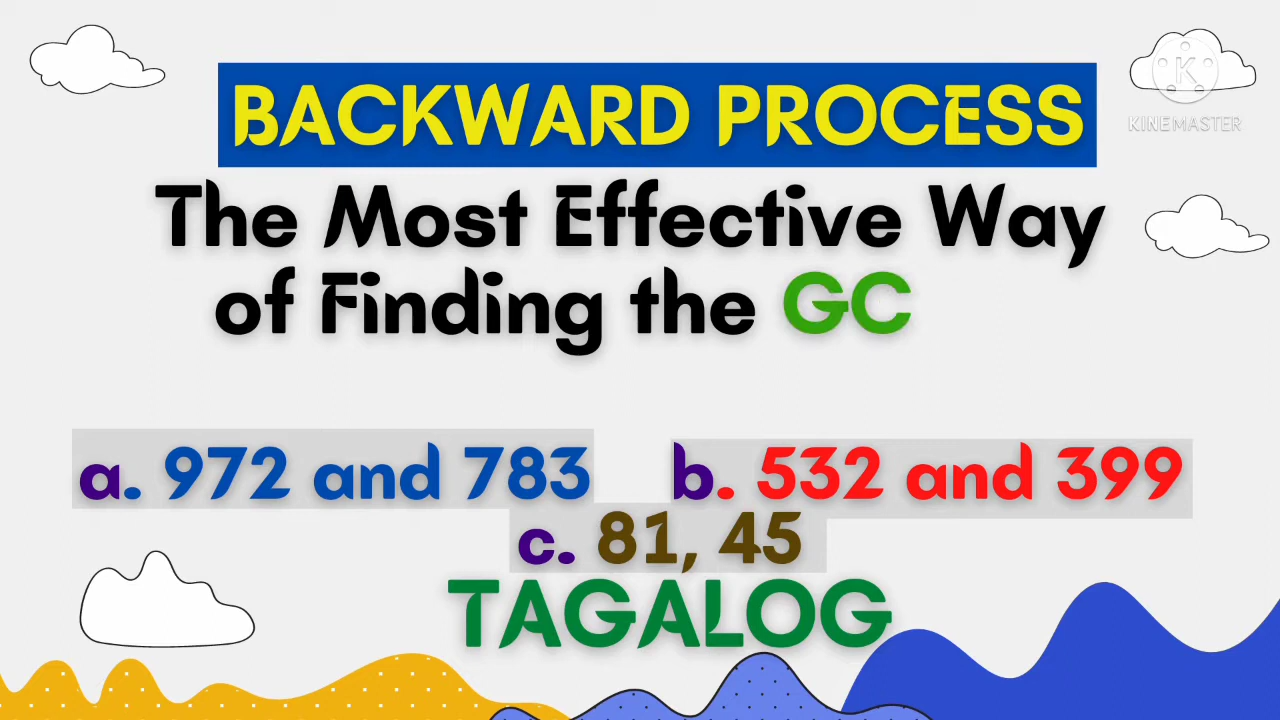 BACKWARD PROCESS
K
KINEMASTER
The Most Effective Way
of Finding the GC
a. 972 and 783
b. 532 and 399
c. 81, 45
TAGALOG